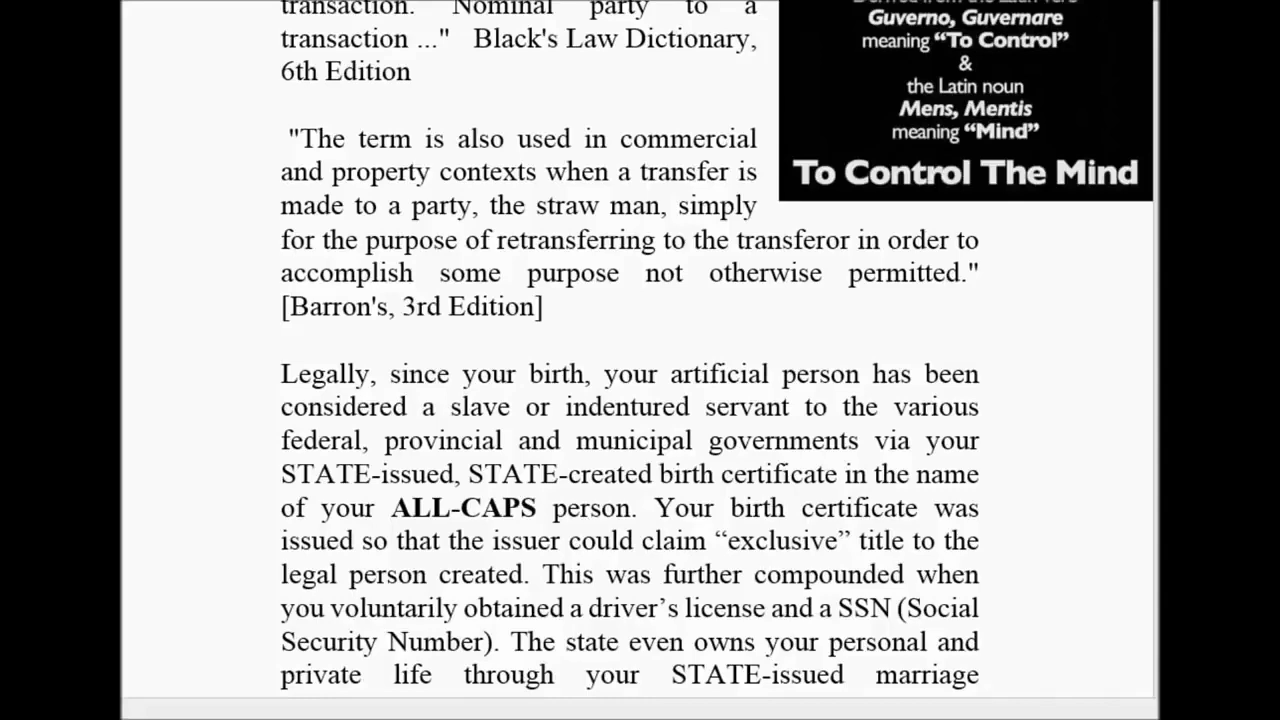 transaction. Nominal party to a
transaction ..." Black's Law Dictionary,
6th Edition
"The term is also used in commercial
and property contexts when a transfer is
made to a party, the straw man, simply
for the purpose of retransferring to the transferor in order to
accomplish some purpose not otherwise permitted."
[Barron's, 3rd Edition]
Legally, since your birth, your artificial person has been
considered a slave or indentured servant to the various
federal, provincial and municipal governments via your
STATE-issued, STATE-created birth certificate in the name
of your ALL-CAPS person. Your birth certificate was
issued so that the issuer could claim “exclusive” title to the
legal person created. This was further compounded when
you voluntarily obtained a driver’s license and a SSN (Social
Security Number). The state even owns your personal and
private life through your STATE-issued marriage
Derived from the Latin verb
Guverno, Guvernare
meaning “To Control”
&
the Latin noun
Mens, Mentis
meaning “Mind”
To Control The Mind